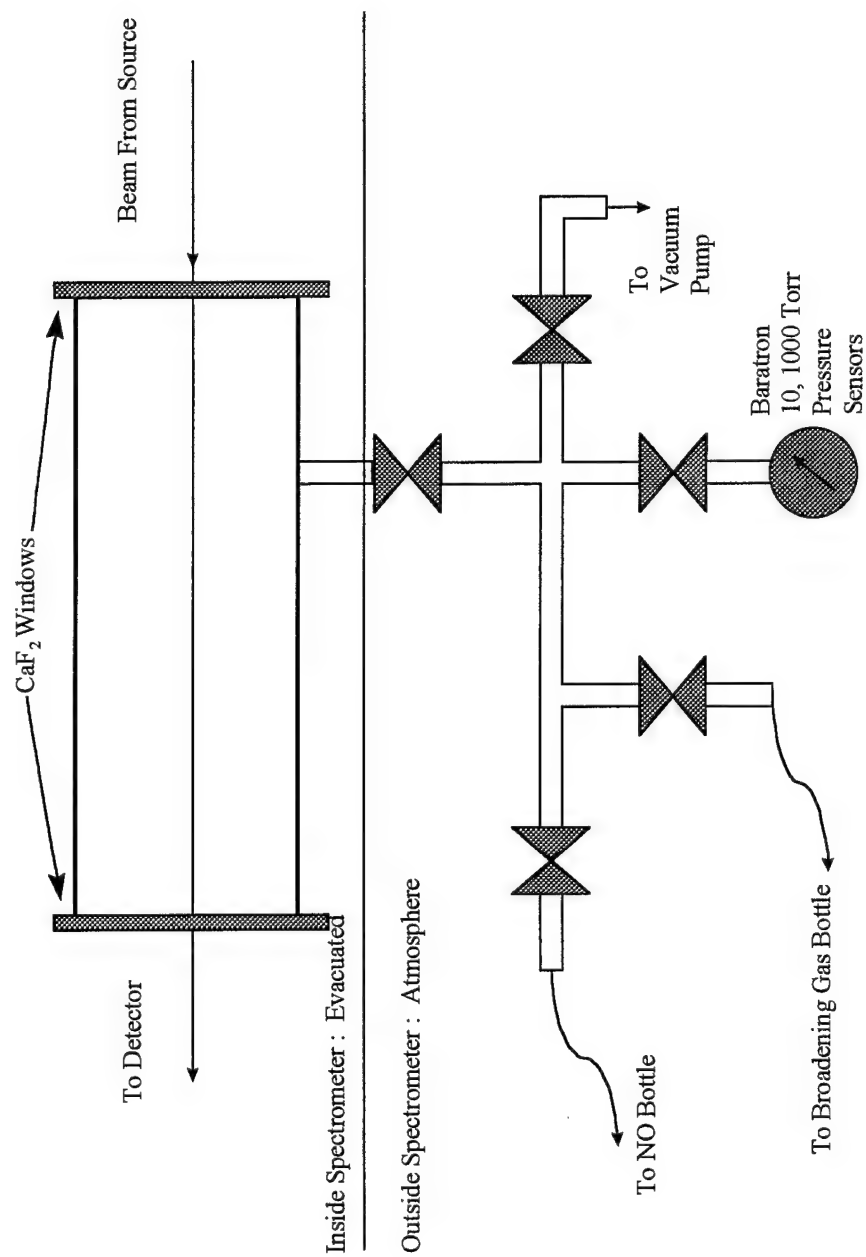 CaF₂ Windows
To Detector
Beam From Source
Inside Spectrometer : Evacuated
Outside Spectrometer : Atmosphere
To NO Bottle
To Broadening Gas Bottle
To
Vacuum
Pump
Baratron
10, 1000 Torr
Pressure
Sensors